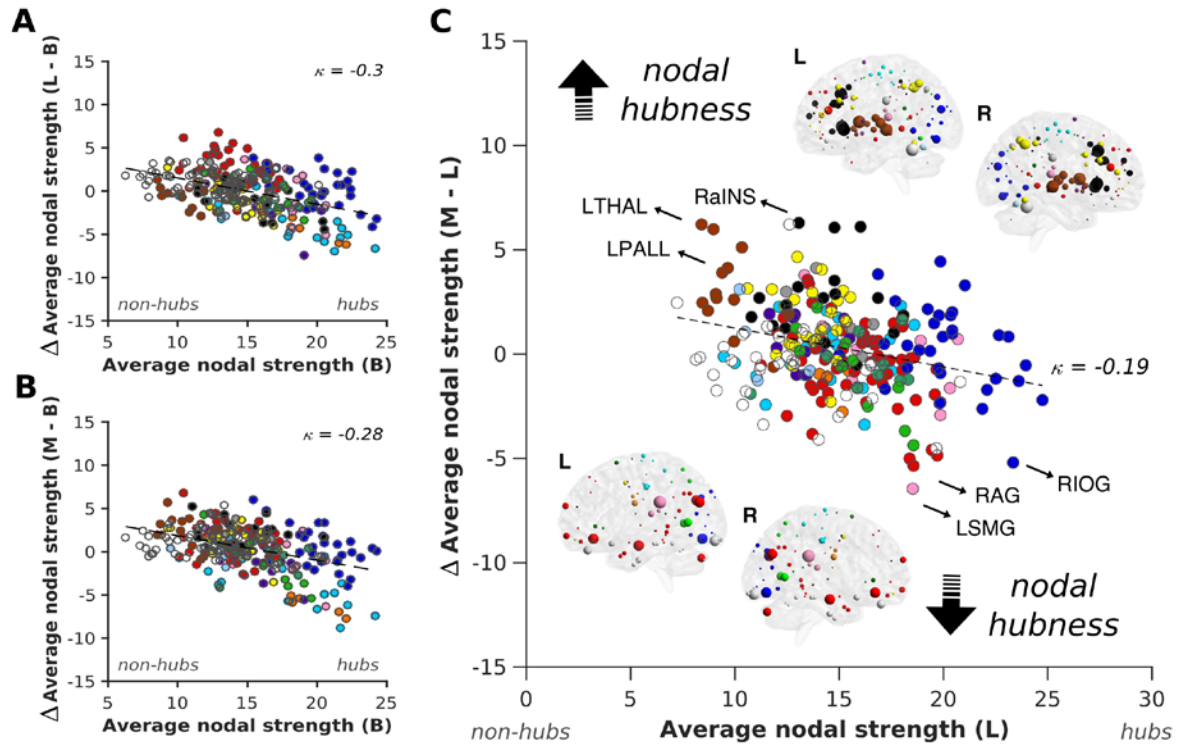 A
Δ Average nodal strength (L - B)
15
10
5
0
-5
-10
-15
κ = -0.3
non-hubs
hubs
5
10
15
20
25
Average nodal strength (B)
B
Δ Average nodal strength (M - B)
15
10
5
0
-5
-10
-15
κ = -0.28
non-hubs
hubs
5
10
15
20
25
Average nodal strength (B)
C
Δ Average nodal strength (M - L)
15
10
5
0
-5
-10
-15
nodal
hubness
L
R
RaINS
LTHAL
LPALL
κ = -0.19
L
R
RAG
RIOG
LSMG
nodal
hubness
0
5
10
15
20
25
30
non-hubs
Average nodal strength (L)
hubs